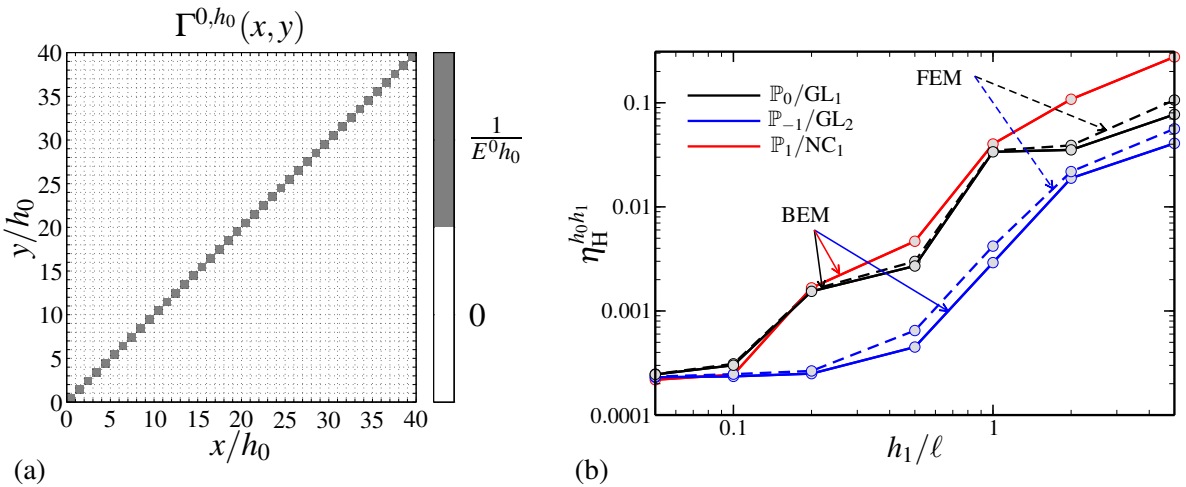 Γ^{0,h_0}(x, y)
40
35
30
25
20
15
10
5
0
0 5 10 15 20 25 30 35 40
y/h_0
x/h_0
1/(E^0 h_0)
0
(a)
0.1
0.01
0.001
0.0001
η_H^{h_0h_1}
ℙ_0/GL_1
ℙ_{-1}/GL_2
ℙ_1/NC_1
FEM
BEM
0.1 1
h_1/ℓ
(b)